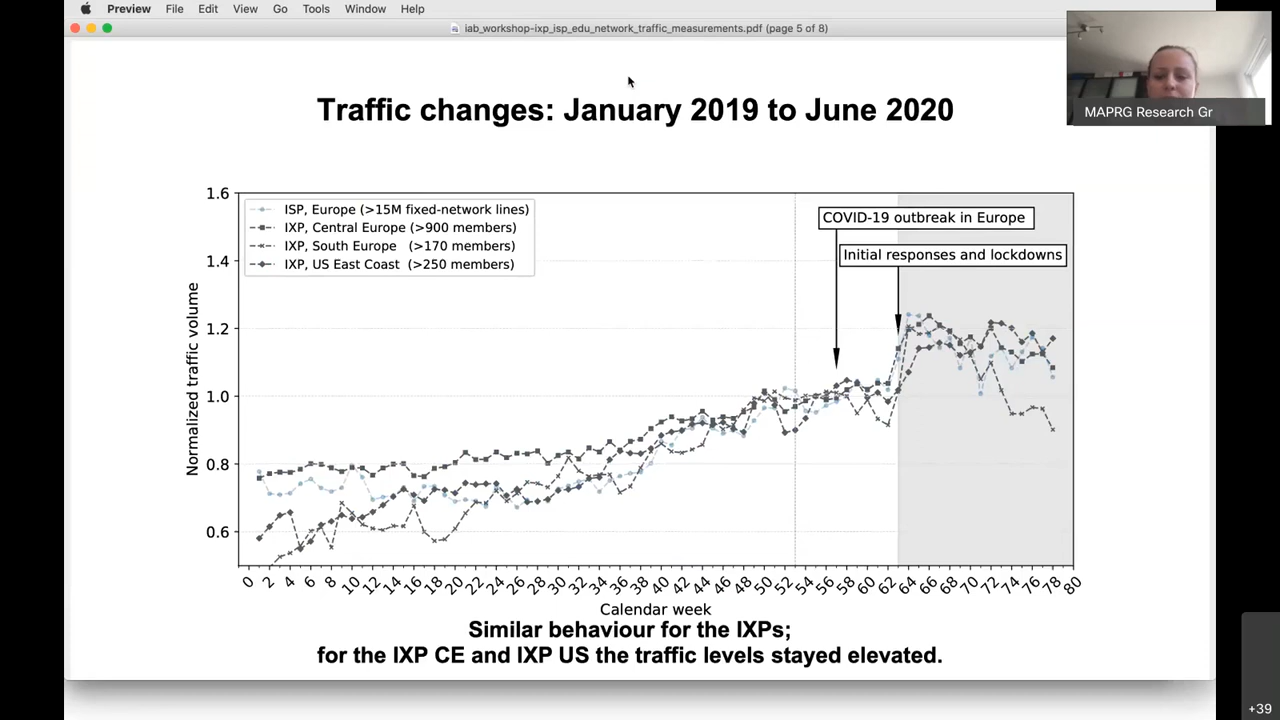 Preview File Edit View Go Tools Window Help
iab_workshop-ixp_isp_edu_network_traffic_measurements.pdf (page 5 of 8)
MAPRG Research Gr
Traffic changes: January 2019 to June 2020
1.6
1.4
1.2
1.0
0.8
0.6
Normalized traffic volume
ISP, Europe (>15M fixed-network lines)
IXP, Central Europe (>900 members)
IXP, South Europe (>170 members)
IXP, US East Coast (>250 members)
COVID-19 outbreak in Europe
Initial responses and lockdowns
0 2 4 6 8 10 12 14 16 18 20 22 24 26 28 30 32 34 36 38 40 42 44 46 48 50 52 54 56 58 60 62 64 66 68 70 72 74 76 78 80
Calendar week
Similar behaviour for the IXPs;
for the IXP CE and IXP US the traffic levels stayed elevated.
+39